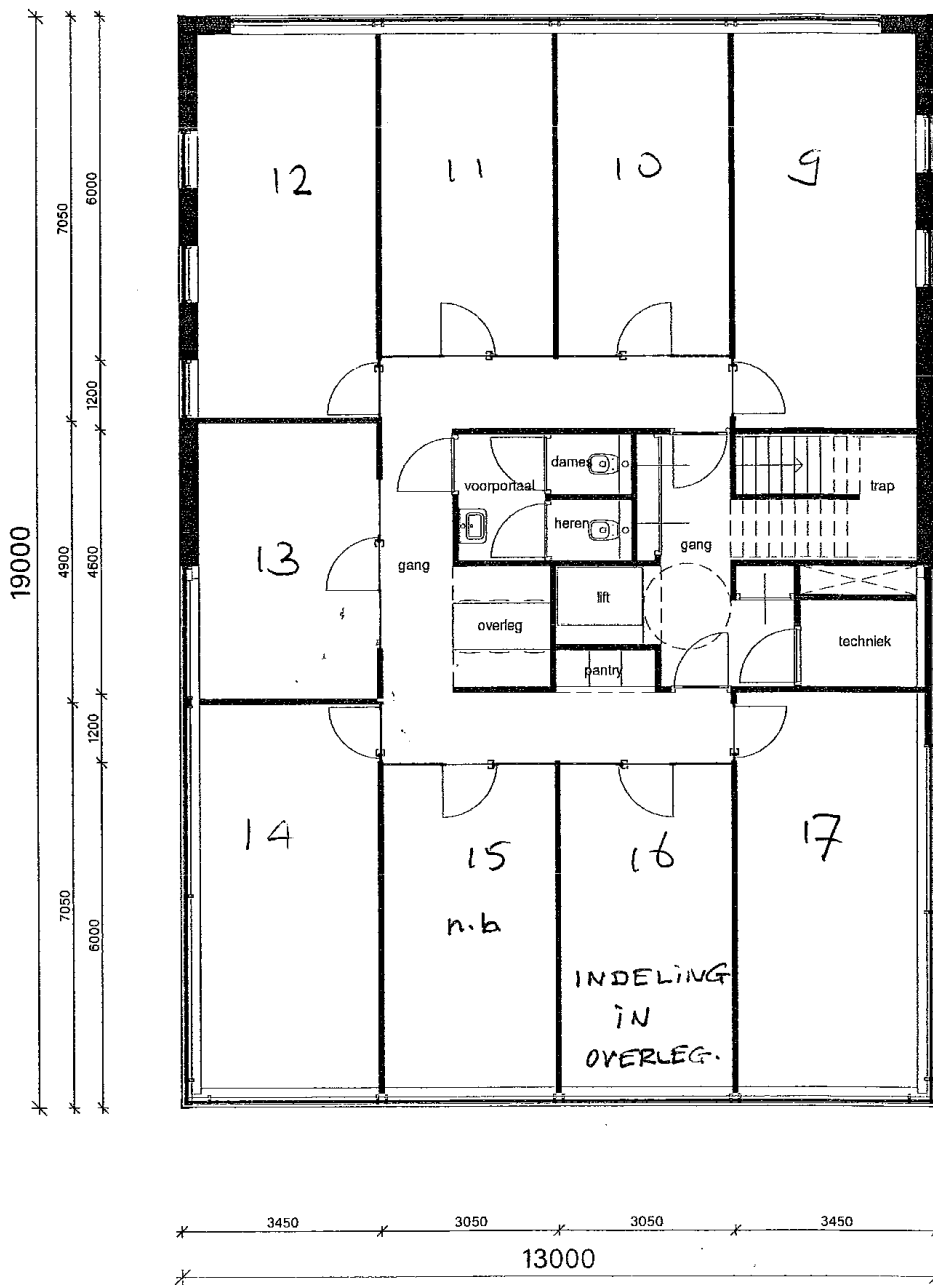 12
11
10
9
dames
voorportaal
trap
heren
gang
gang
13
lift
overleg
techniek
pantry
14
15
16
17
n.b
INDELING
IN
OVERLEG.
19000
7050
4900
7050
6000
1200
4600
1200
6000
3450
3050
3050
3450
13000